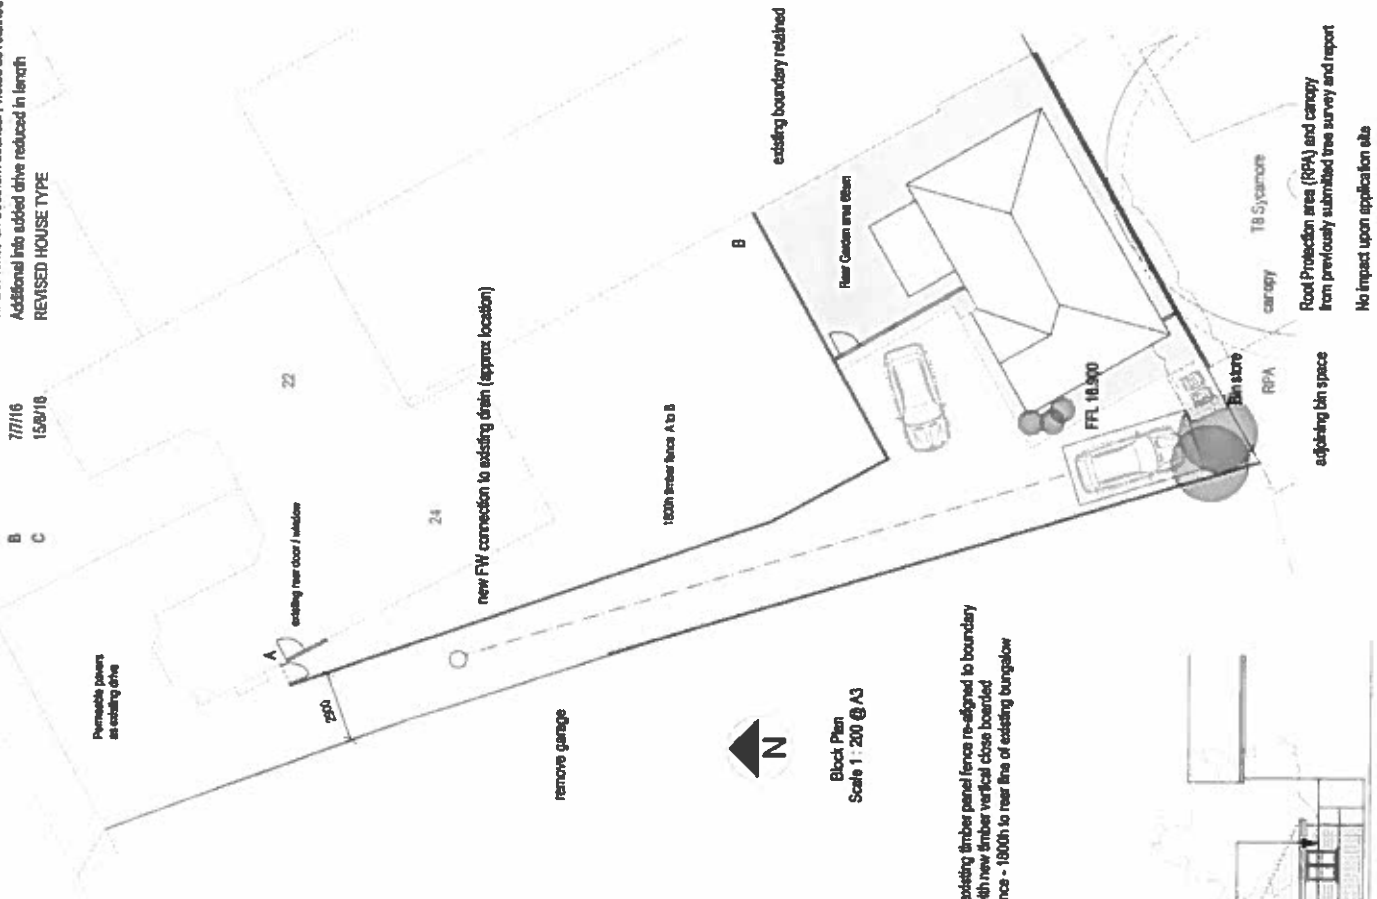 B 7/7/16 Additional info added drive reduced in length
C 15/8/16 REVISED HOUSE TYPE
Permeable pavers
as existing drive
existing rear door / window
A
22
24
2900
new FW connection to existing drain (approx location)
1800h timber fence A to B
B
existing boundary retained
Rear Garden area
remove garage
N
Block Plan
Scale 1 : 200 @ A3
FFL 18.900
Bin store
adjoining bin space
RPA
canopy
T8 Sycamore
Root Protection area (RPA) and canopy
from previously submitted tree survey and report
No impact upon application site
existing timber panel fence re-aligned to boundary
new timber vertical close boarded
- 1800h to rear line of existing bungalow